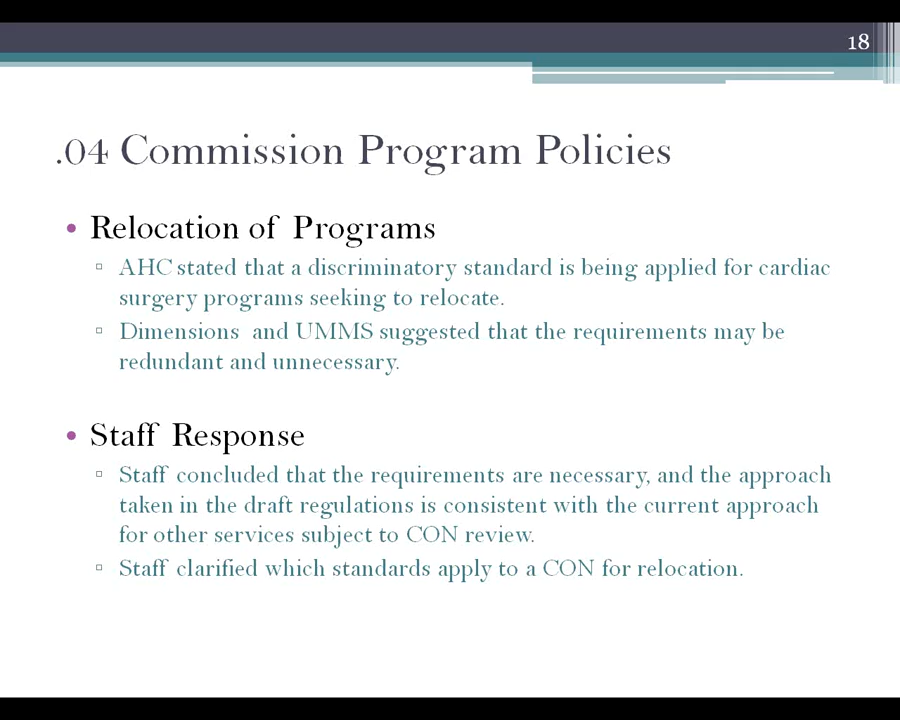 18
.04 Commission Program Policies
• Relocation of Programs
▫ AHC stated that a discriminatory standard is being applied for cardiac
surgery programs seeking to relocate.
▫ Dimensions and UMMS suggested that the requirements may be
redundant and unnecessary.
• Staff Response
▫ Staff concluded that the requirements are necessary, and the approach
taken in the draft regulations is consistent with the current approach
for other services subject to CON review.
▫ Staff clarified which standards apply to a CON for relocation.